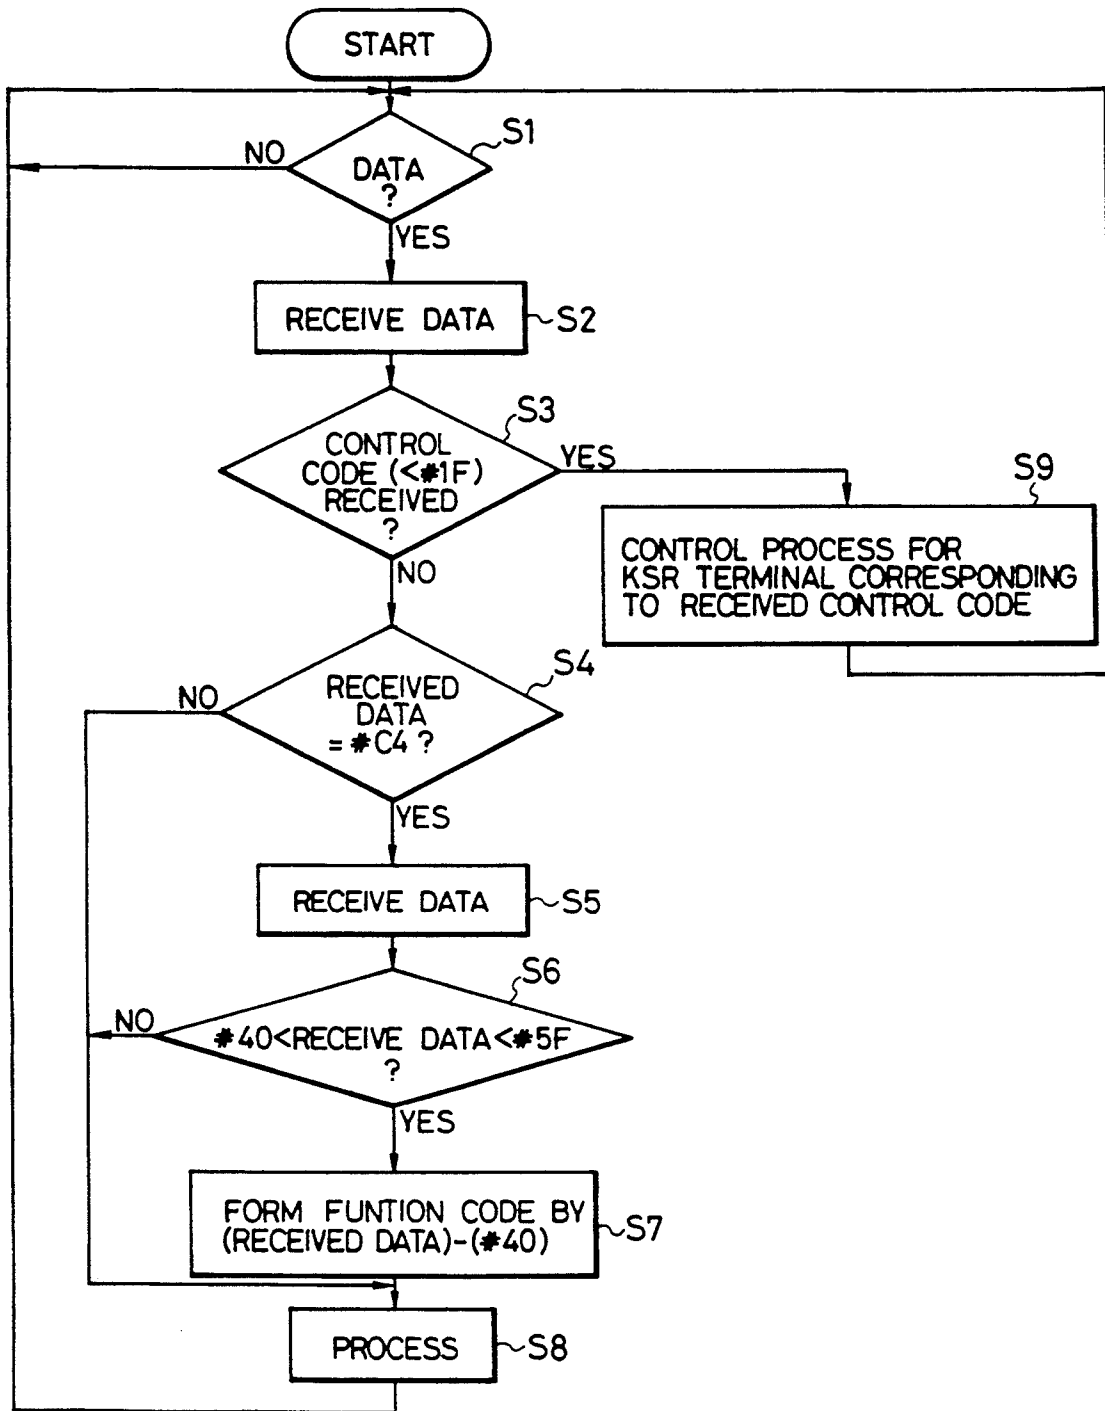 START
S1
NO
DATA
?
YES
RECEIVE DATA
S2
S3
CONTROL
CODE (<#1F)
RECEIVED
?
YES
NO
S9
CONTROL PROCESS FOR
KSR TERMINAL CORRESPONDING
TO RECEIVED CONTROL CODE
S4
NO
RECEIVED
DATA
= #C4 ?
YES
RECEIVE DATA
S5
S6
NO
#40<RECEIVE DATA<#5F
?
YES
FORM FUNTION CODE BY
(RECEIVED DATA)-(#40)
S7
PROCESS
S8